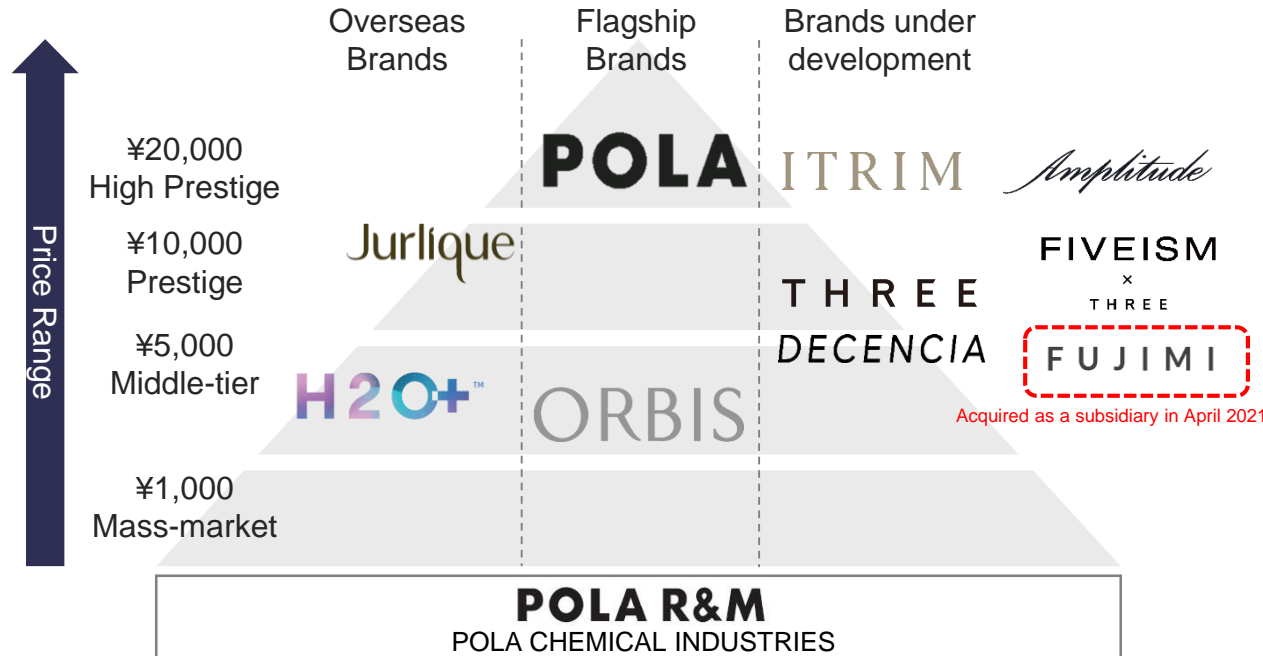 Overseas
Brands
Flagship
Brands
Brands under
development
Price Range
¥20,000
High Prestige
POLA
ITRIM
Amplitude
¥10,000
Prestige
Jurlique
THREE
FIVEISM
×
THREE
¥5,000
Middle-tier
H2O+™
ORBIS
DECENCIA
FUJIMI
Acquired as a subsidiary in April 2021
¥1,000
Mass-market
POLA R&M
POLA CHEMICAL INDUSTRIES